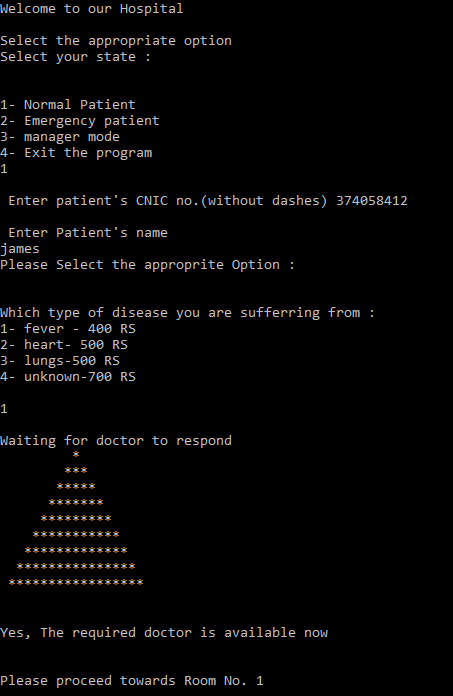 Welcome to our Hospital
Select the appropriate option
Select your state :
1- Normal Patient
2- Emergency patient
3- manager mode
4- Exit the program
1
Enter patient's CNIC no.(without dashes) 374058412
Enter Patient's name
james
Please Select the approprite Option :
Which type of disease you are sufferring from :
1- fever - 400 RS
2- heart- 500 RS
3- lungs-500 RS
4- unknown-700 RS
1
Waiting for doctor to respond
*
***
*****
*******
*********
***********
*************
***************
*****************
Yes, The required doctor is available now
Please proceed towards Room No. 1